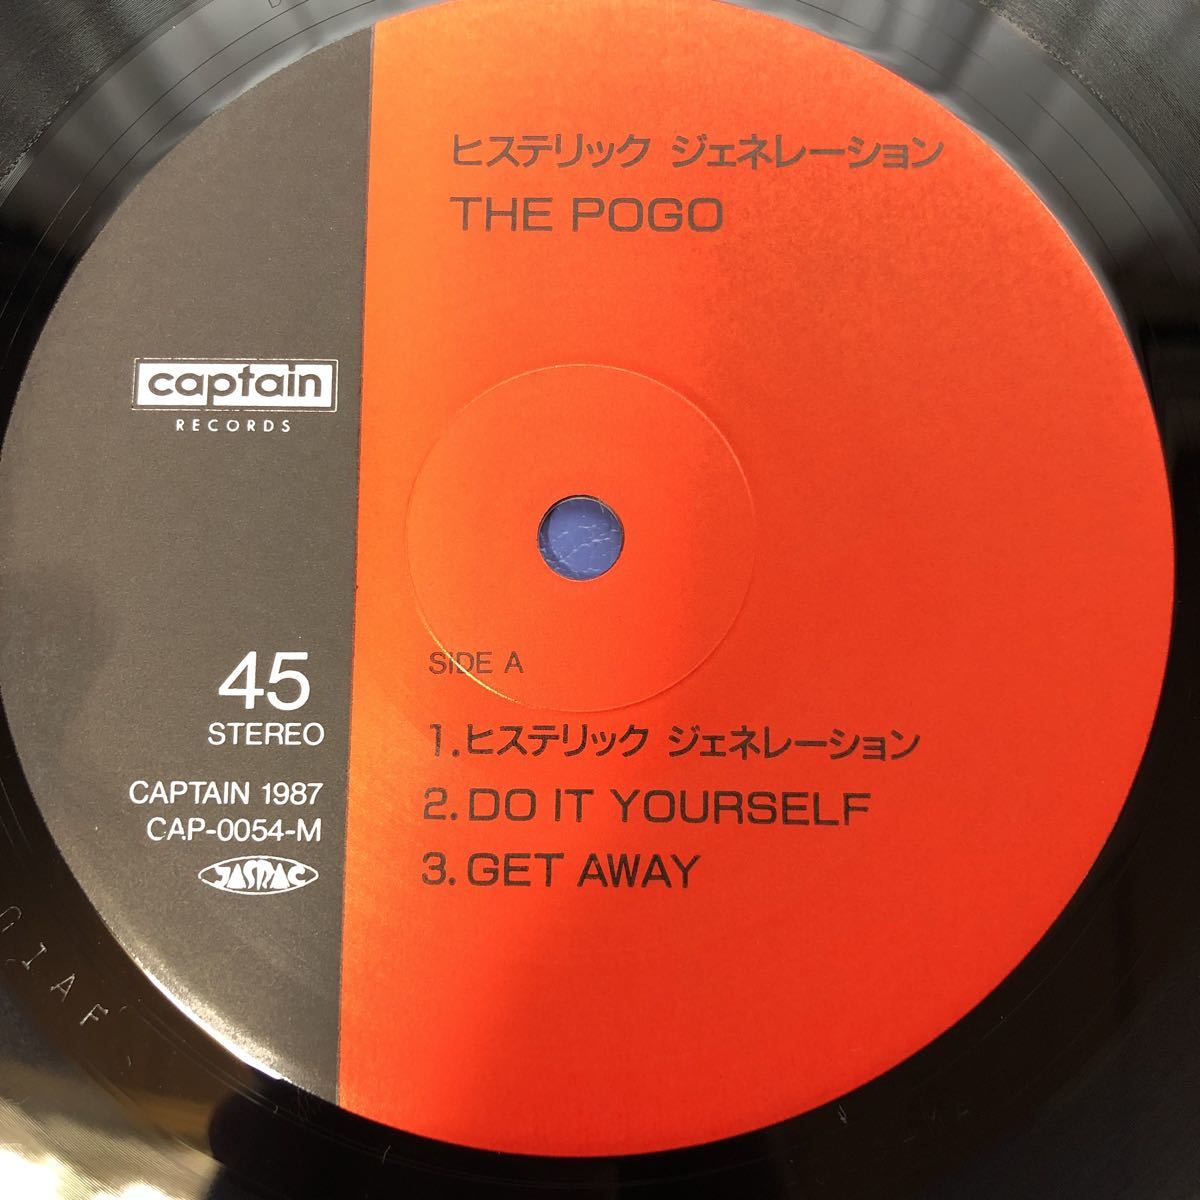 ヒステリック ジェネレーション
THE POGO
captain
RECORDS
SIDE A
45
STEREO
1.ヒステリック ジェネレーション
2.DO IT YOURSELF
3.GET AWAY
CAPTAIN 1987
CAP-0054-M
JASRAC
1AF